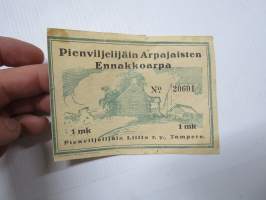 Pienviljelijäin Arpajaisten
Ennakkoarpa
No 20601
1 mk 1 mk
Pienviljelijäin Liitto r. y., Tampere.